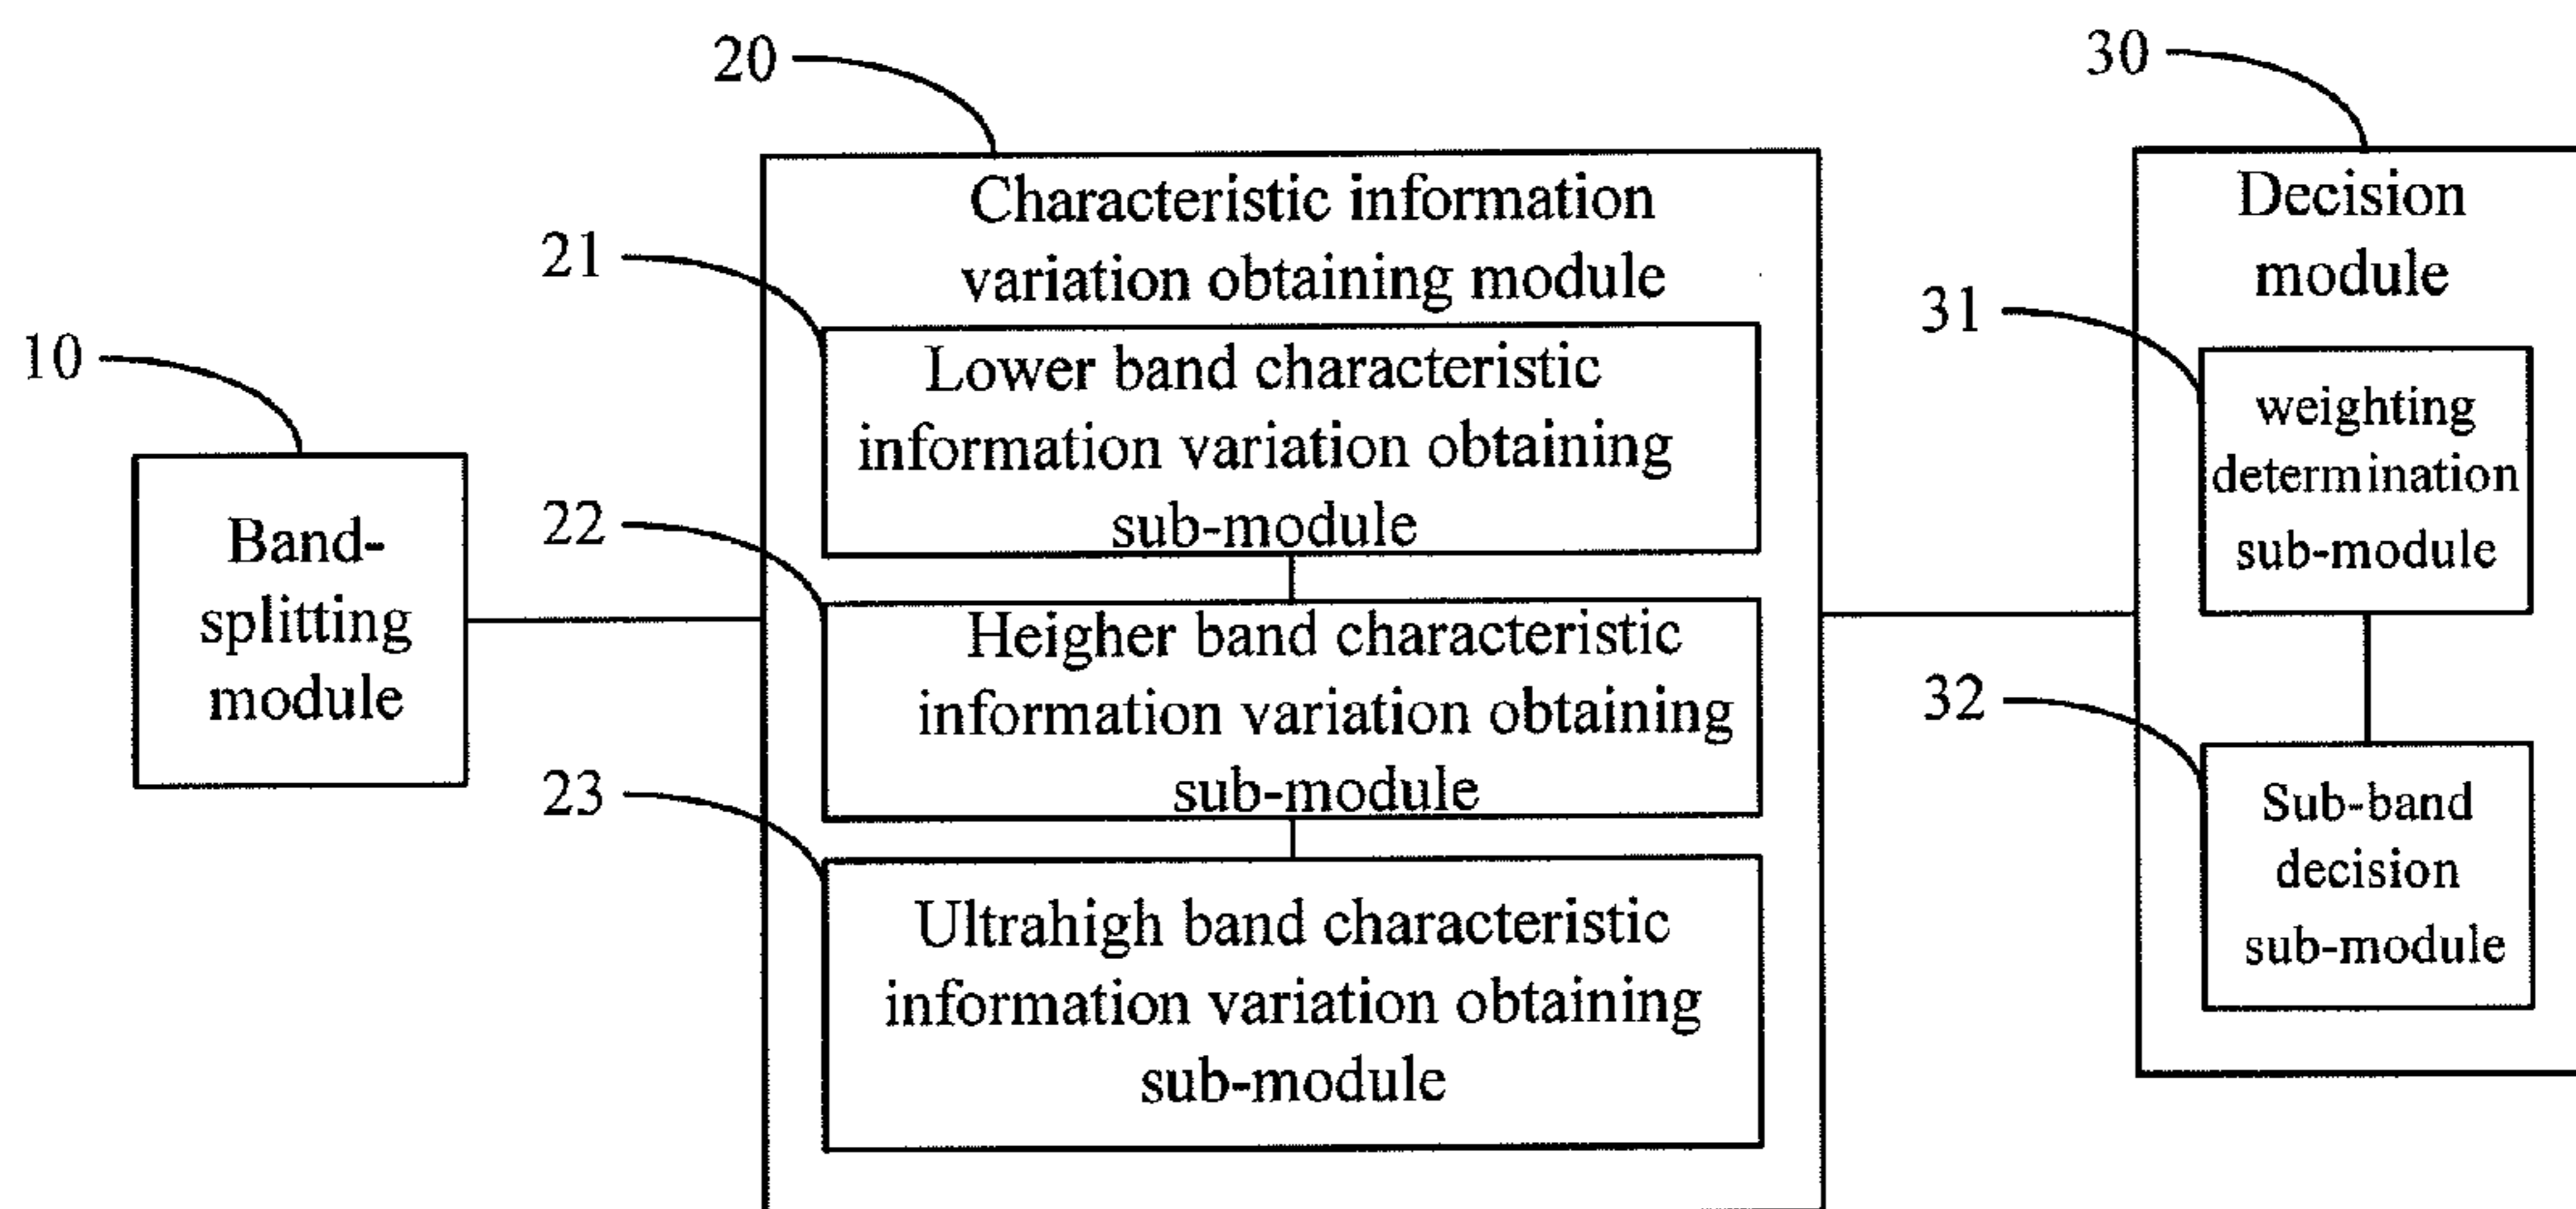 10
Band-
splitting
module
20
Characteristic information
variation obtaining module
21
Lower band characteristic
information variation obtaining
sub-module
22
Heigher band characteristic
information variation obtaining
sub-module
23
Ultrahigh band characteristic
information variation obtaining
sub-module
30
Decision
module
31
weighting
determination
sub-module
32
Sub-band
decision
sub-module